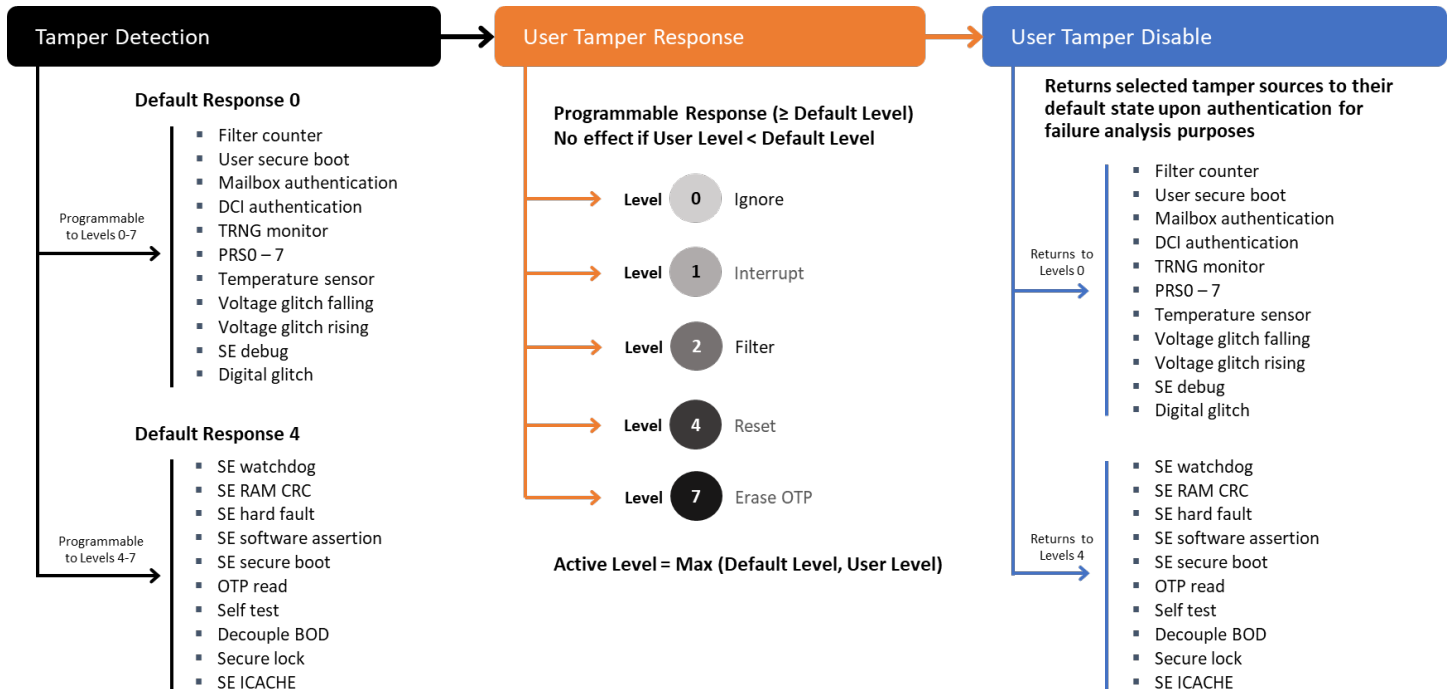 Tamper Detection
User Tamper Response
User Tamper Disable
Default Response 0
Programmable
to Levels 0-7
▪ Filter counter
▪ User secure boot
▪ Mailbox authentication
▪ DCI authentication
▪ TRNG monitor
▪ PRS0 – 7
▪ Temperature sensor
▪ Voltage glitch falling
▪ Voltage glitch rising
▪ SE debug
▪ Digital glitch
Default Response 4
Programmable
to Levels 4-7
▪ SE watchdog
▪ SE RAM CRC
▪ SE hard fault
▪ SE software assertion
▪ SE secure boot
▪ OTP read
▪ Self test
▪ Decouple BOD
▪ Secure lock
▪ SE ICACHE
Programmable Response (≥ Default Level)
No effect if User Level < Default Level
Level 0 Ignore
Level 1 Interrupt
Level 2 Filter
Level 4 Reset
Level 7 Erase OTP
Active Level = Max (Default Level, User Level)
Returns selected tamper sources to their
default state upon authentication for
failure analysis purposes
Returns to
Levels 0
▪ Filter counter
▪ User secure boot
▪ Mailbox authentication
▪ DCI authentication
▪ TRNG monitor
▪ PRS0 – 7
▪ Temperature sensor
▪ Voltage glitch falling
▪ Voltage glitch rising
▪ SE debug
▪ Digital glitch
Returns to
Levels 4
▪ SE watchdog
▪ SE RAM CRC
▪ SE hard fault
▪ SE software assertion
▪ SE secure boot
▪ OTP read
▪ Self test
▪ Decouple BOD
▪ Secure lock
▪ SE ICACHE